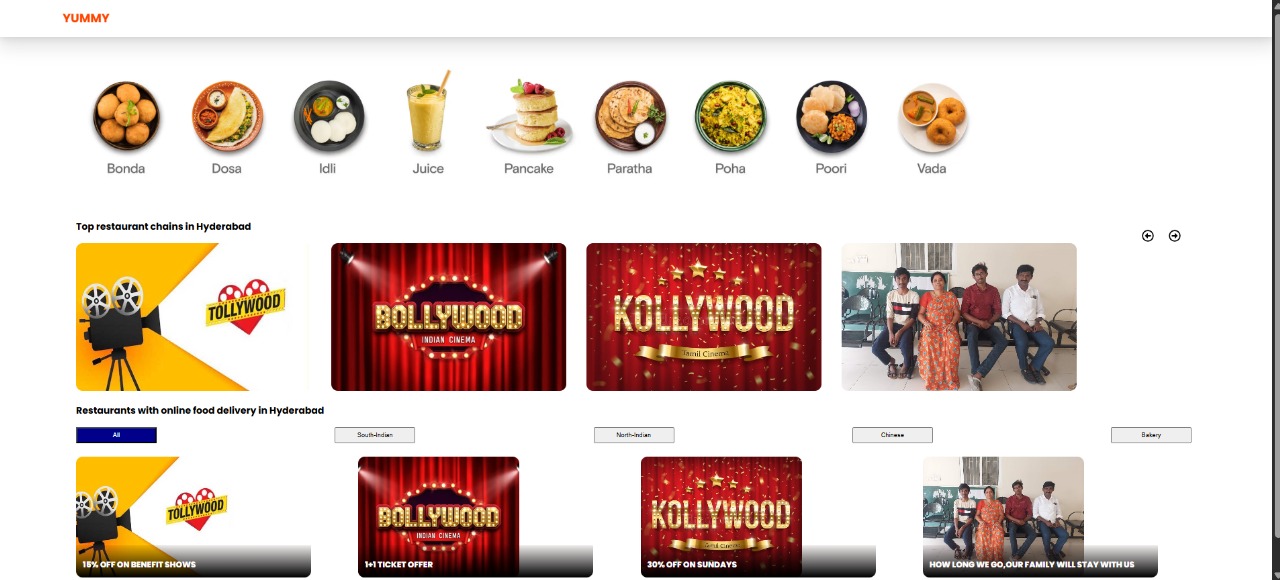 YUMMY
Bonda Dosa Idli Juice Pancake Paratha Poha Poori Vada
Top restaurant chains in Hyderabad
TOLLYWOOD
BOLLYWOOD
INDIAN CINEMA
KOLLYWOOD
Tamil Cinema
Restaurants with online food delivery in Hyderabad
All South-Indian North-Indian Chinese Bakery
TOLLYWOOD
BOLLYWOOD
INDIAN CINEMA
KOLLYWOOD
Tamil Cinema
15% OFF ON BENEFIT SHOWS
1+1 TICKET OFFER
30% OFF ON SUNDAYS
HOW LONG WE GO,OUR FAMILY WILL STAY WITH US